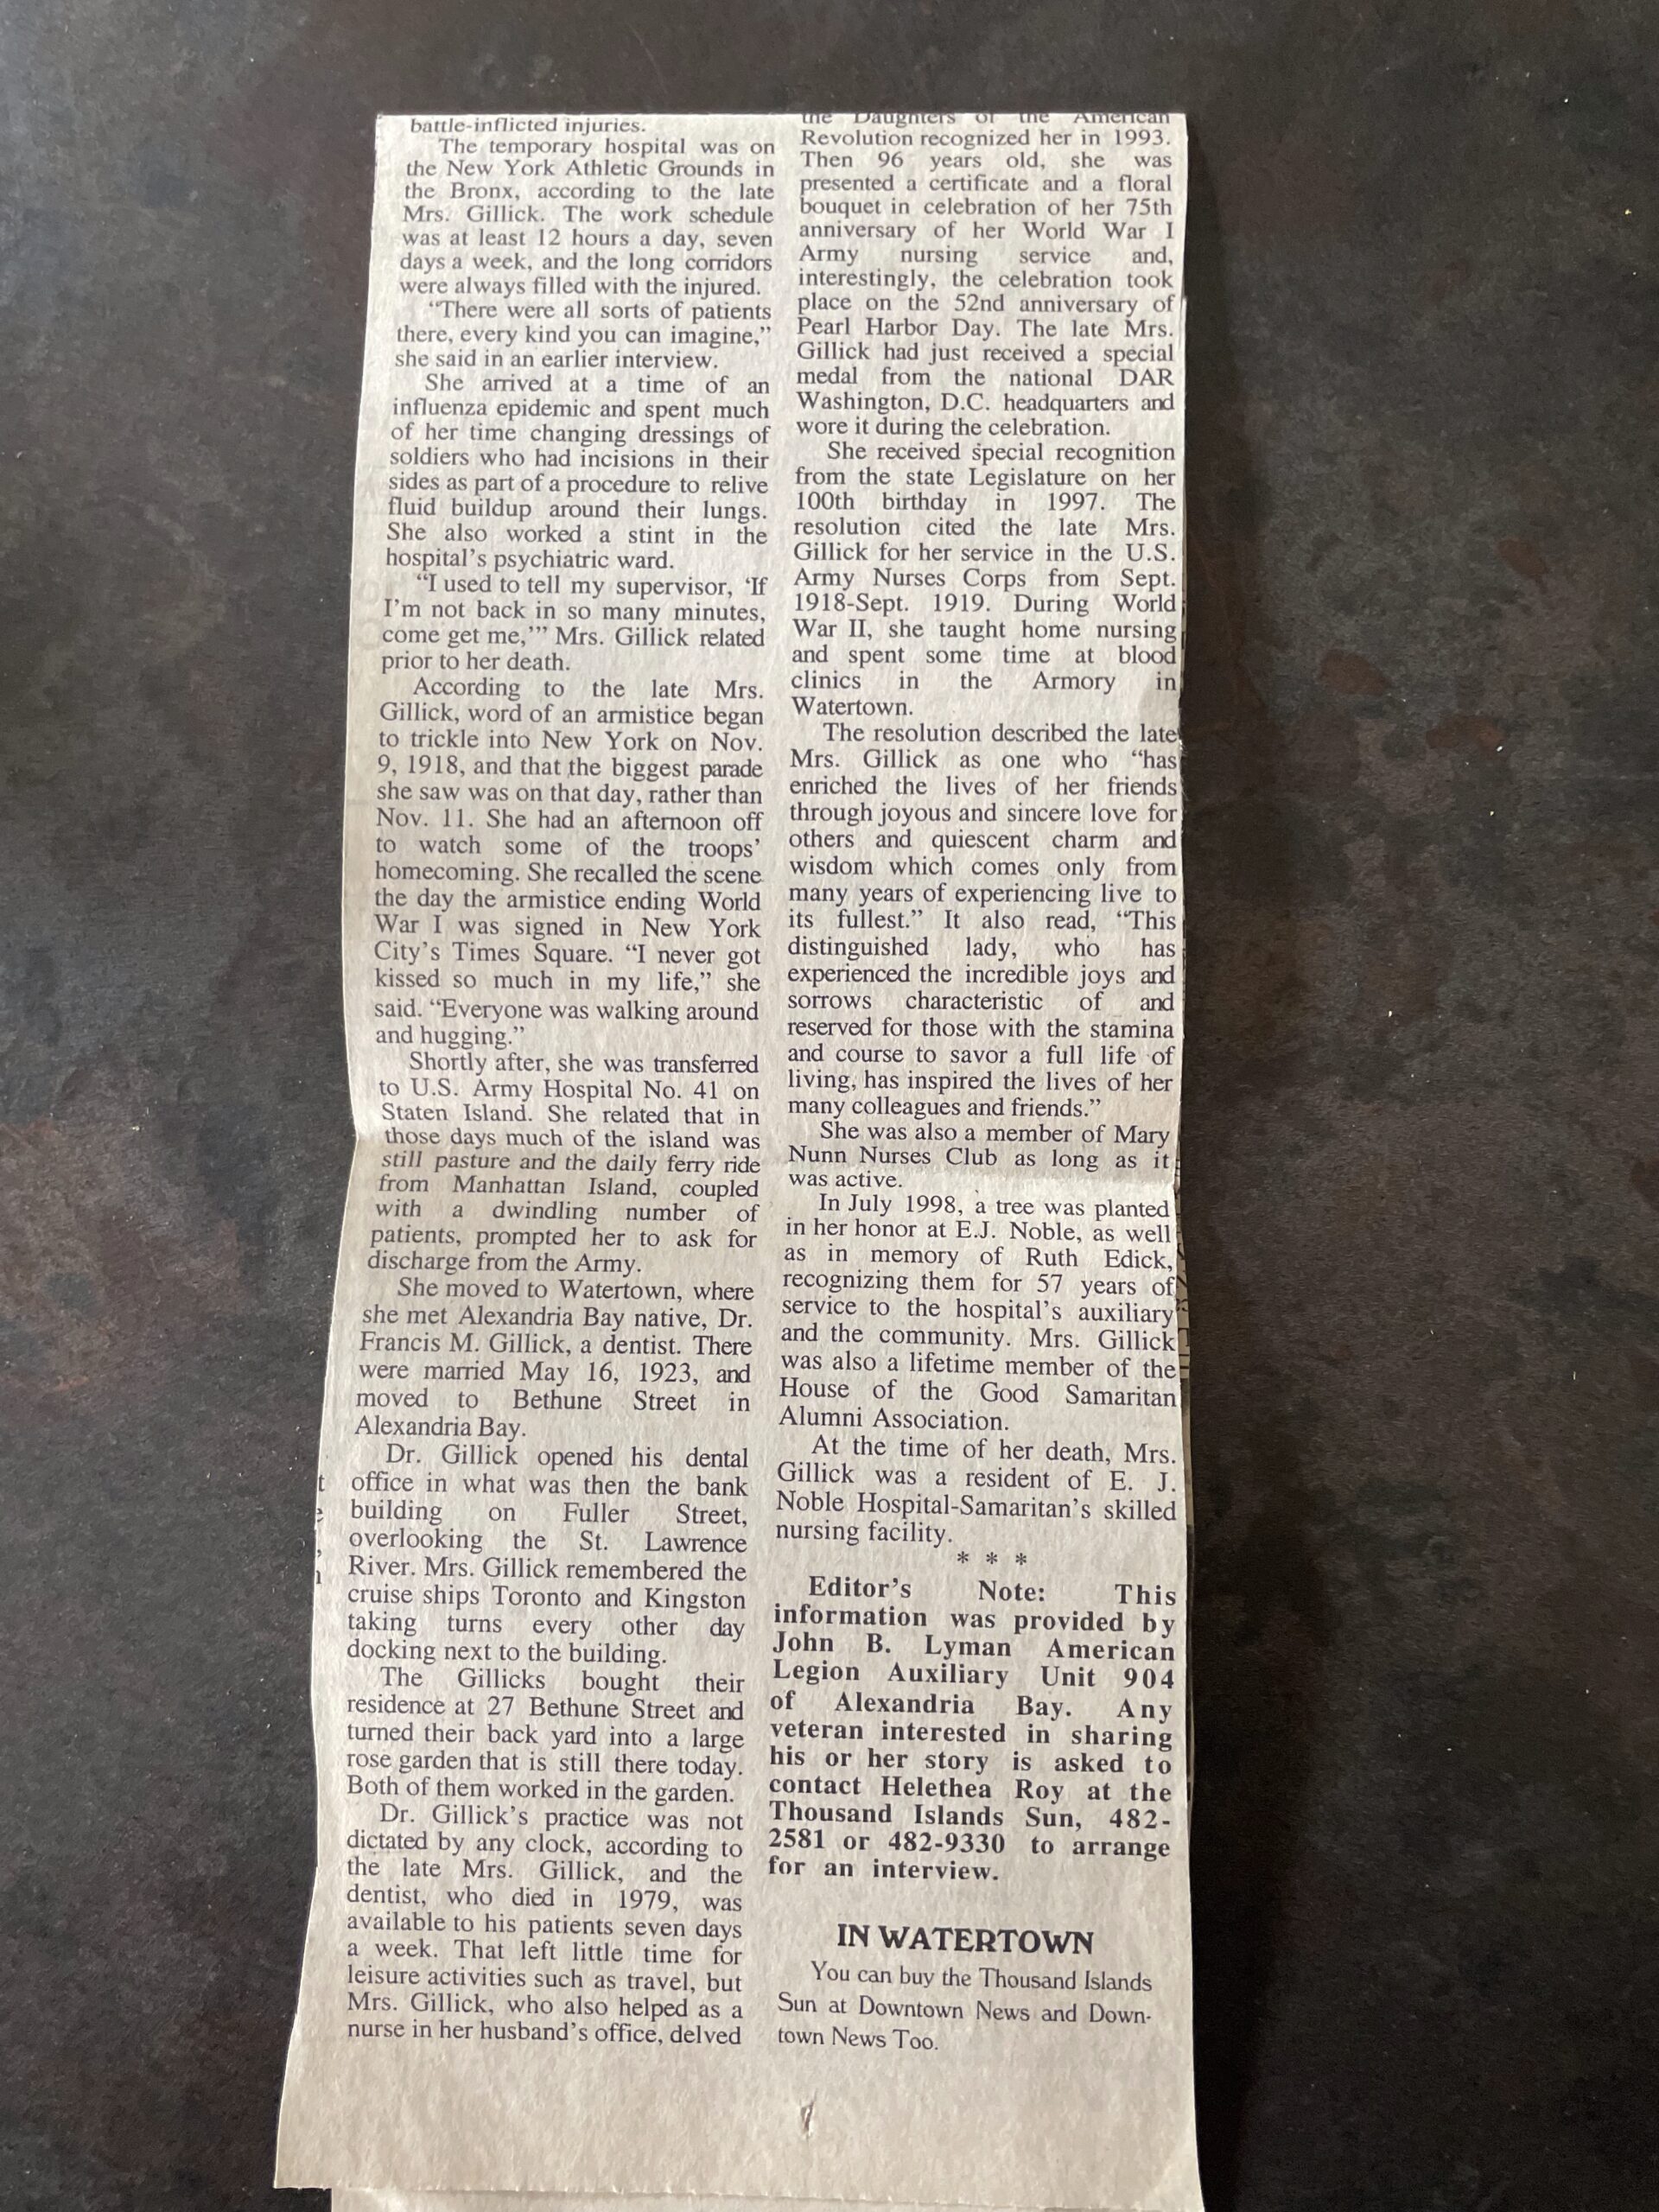 battle-inflicted injuries.
The temporary hospital was on
the New York Athletic Grounds in
the Bronx, according to the late
Mrs. Gillick. The work schedule
was at least 12 hours a day, seven
days a week, and the long corridors
were always filled with the injured.
“There were all sorts of patients
there, every kind you can imagine,”
she said in an earlier interview.
She arrived at a time of an
influenza epidemic and spent much
of her time changing dressings of
soldiers who had incisions in their
sides as part of a procedure to relive
fluid buildup around their lungs.
She also worked a stint in the
hospital’s psychiatric ward.
“I used to tell my supervisor, ‘If
I’m not back in so many minutes,
come get me,’” Mrs. Gillick related
prior to her death.
According to the late Mrs.
Gillick, word of an armistice began
to trickle into New York on Nov.
9, 1918, and that the biggest parade
she saw was on that day, rather than
Nov. 11. She had an afternoon off
to watch some of the troops’
homecoming. She recalled the scene
the day the armistice ending World
War I was signed in New York
City’s Times Square. “I never got
kissed so much in my life,” she
said. “Everyone was walking around
and hugging.”
Shortly after, she was transferred
to U.S. Army Hospital No. 41 on
Staten Island. She related that in
those days much of the island was
still pasture and the daily ferry ride
from Manhattan Island, coupled
with a dwindling number of
patients, prompted her to ask for
discharge from the Army.
She moved to Watertown, where
she met Alexandria Bay native, Dr.
Francis M. Gillick, a dentist. There
were married May 16, 1923, and
moved to Bethune Street in
Alexandria Bay.
Dr. Gillick opened his dental
office in what was then the bank
building on Fuller Street,
overlooking the St. Lawrence
River. Mrs. Gillick remembered the
cruise ships Toronto and Kingston
taking turns every other day
docking next to the building.
The Gillicks bought their
residence at 27 Bethune Street and
turned their back yard into a large
rose garden that is still there today.
Both of them worked in the garden.
Dr. Gillick’s practice was not
dictated by any clock, according to
the late Mrs. Gillick, and the
dentist, who died in 1979, was
available to his patients seven days
a week. That left little time for
leisure activities such as travel, but
Mrs. Gillick, who also helped as a
nurse in her husband’s office, delved
the Daughters of the American
Revolution recognized her in 1993.
Then 96 years old, she was
presented a certificate and a floral
bouquet in celebration of her 75th
anniversary of her World War I
Army nursing service and,
interestingly, the celebration took
place on the 52nd anniversary of
Pearl Harbor Day. The late Mrs.
Gillick had just received a special
medal from the national DAR
Washington, D.C. headquarters and
wore it during the celebration.
She received special recognition
from the state Legislature on her
100th birthday in 1997. The
resolution cited the late Mrs.
Gillick for her service in the U.S.
Army Nurses Corps from Sept.
1918-Sept. 1919. During World
War II, she taught home nursing
and spent some time at blood
clinics in the Armory in
Watertown.
The resolution described the late
Mrs. Gillick as one who “has
enriched the lives of her friends
through joyous and sincere love for
others and quiescent charm and
wisdom which comes only from
many years of experiencing live to
its fullest.” It also read, “This
distinguished lady, who has
experienced the incredible joys and
sorrows characteristic of and
reserved for those with the stamina
and course to savor a full life of
living, has inspired the lives of her
many colleagues and friends.”
She was also a member of Mary
Nunn Nurses Club as long as it
was active.
In July 1998, a tree was planted
in her honor at E.J. Noble, as well
as in memory of Ruth Edick,
recognizing them for 57 years of
service to the hospital’s auxiliary
and the community. Mrs. Gillick
was also a lifetime member of the
House of the Good Samaritan
Alumni Association.
At the time of her death, Mrs.
Gillick was a resident of E. J.
Noble Hospital-Samaritan’s skilled
nursing facility.
* * *
Editor’s Note: This
information was provided by
John B. Lyman American
Legion Auxiliary Unit 904
of Alexandria Bay. Any
veteran interested in sharing
his or her story is asked to
contact Helethea Roy at the
Thousand Islands Sun, 482-
2581 or 482-9330 to arrange
for an interview.
IN WATERTOWN
You can buy the Thousand Islands
Sun at Downtown News and Down-
town News Too.